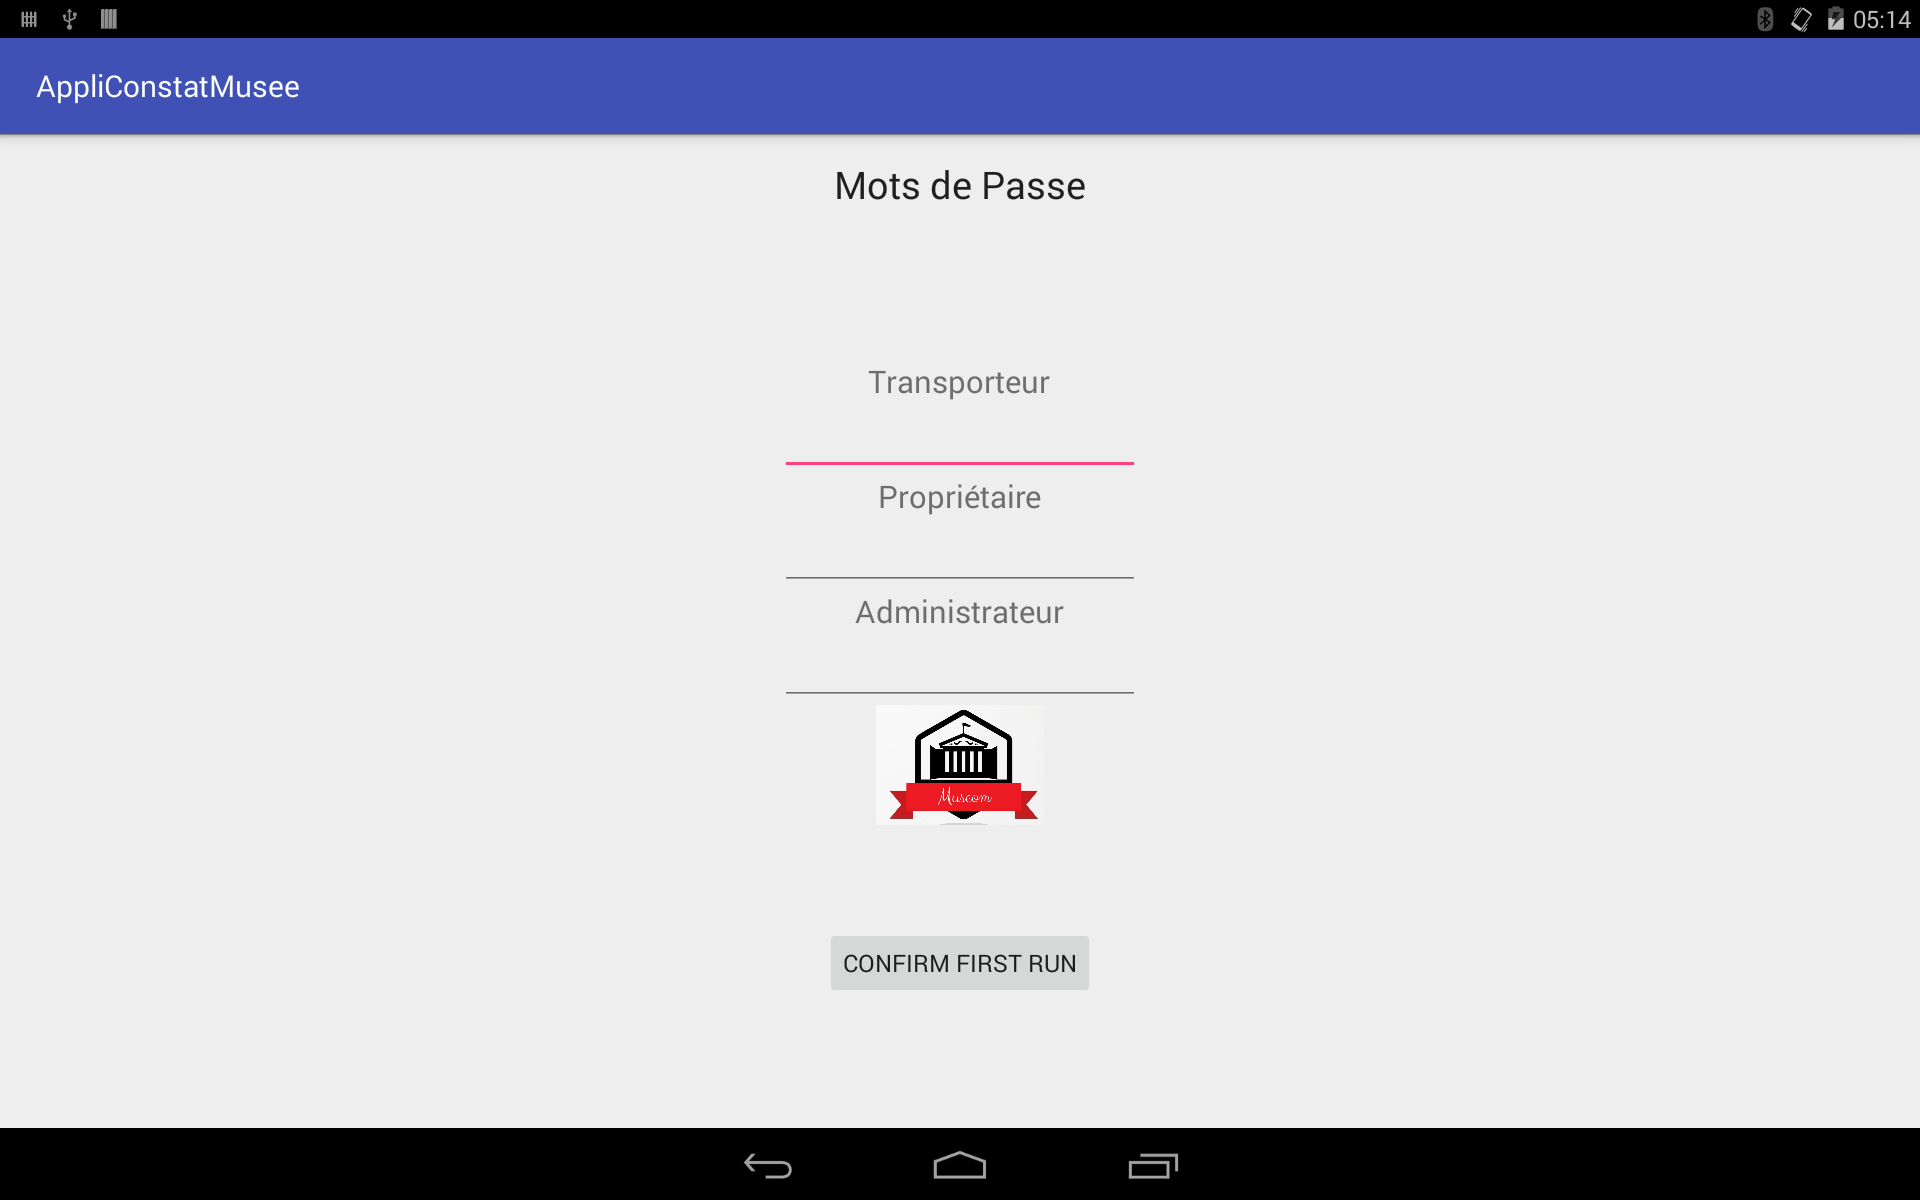 05:14
AppliConstatMusee
Mots de Passe
Transporteur
Propriétaire
Administrateur
Muscom
CONFIRM FIRST RUN